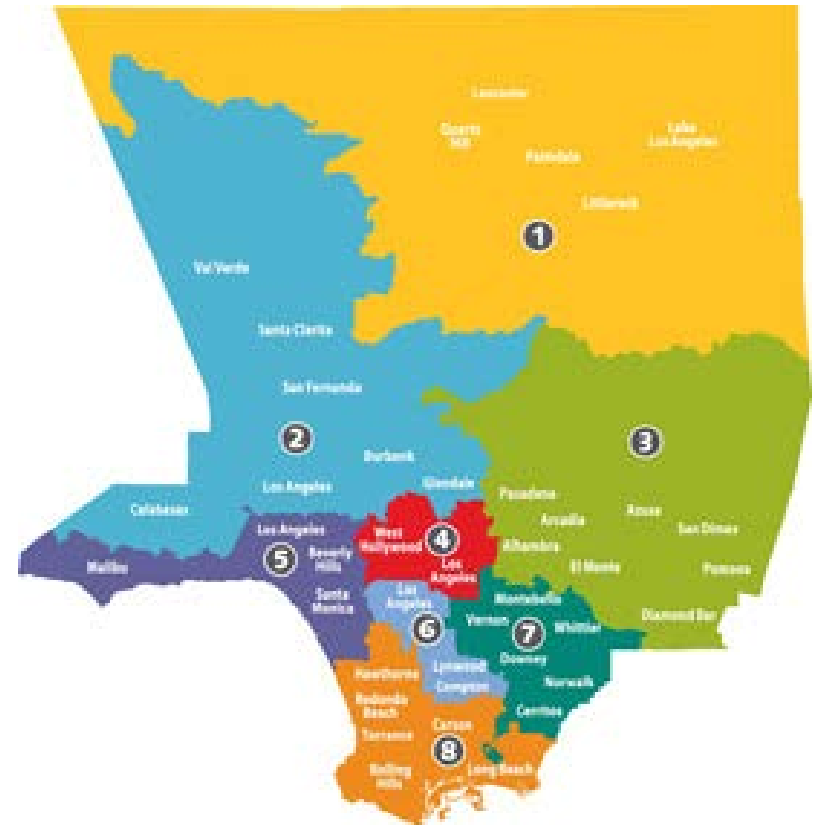 Lancaster
Quartz
Hill
Lake
Los Angeles
Palmdale
Littlerock
1
Val Verde
Santa Clarita
San Fernando
2
3
Burbank
Glendale
Los Angeles
Pasadena
Calabasas
Azusa
Arcadia
San Dimas
Los Angeles
West
Hollywood
4
5
Beverly
Hills
Alhambra
Los
Angeles
El Monte
Pomona
Malibu
Santa
Monica
Los
Angeles
Montebello
Diamond Bar
Vernon
6
7
Whittier
Downey
Lynwood
Hawthorne
Compton
Norwalk
Redondo
Beach
Cerritos
Carson
Torrance
8
Rolling
Hills
Long Beach